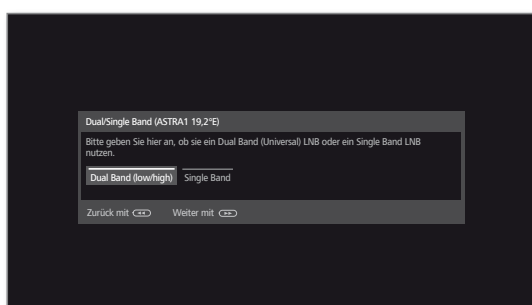 Dual/Single Band (ASTRA1 19,2°E)
Bitte geben Sie hier an, ob sie ein Dual Band (Universal) LNB oder ein Single Band LNB
nutzen.
Dual Band (low/high) Single Band
Zurück mit ◂◂ Weiter mit ▸▸